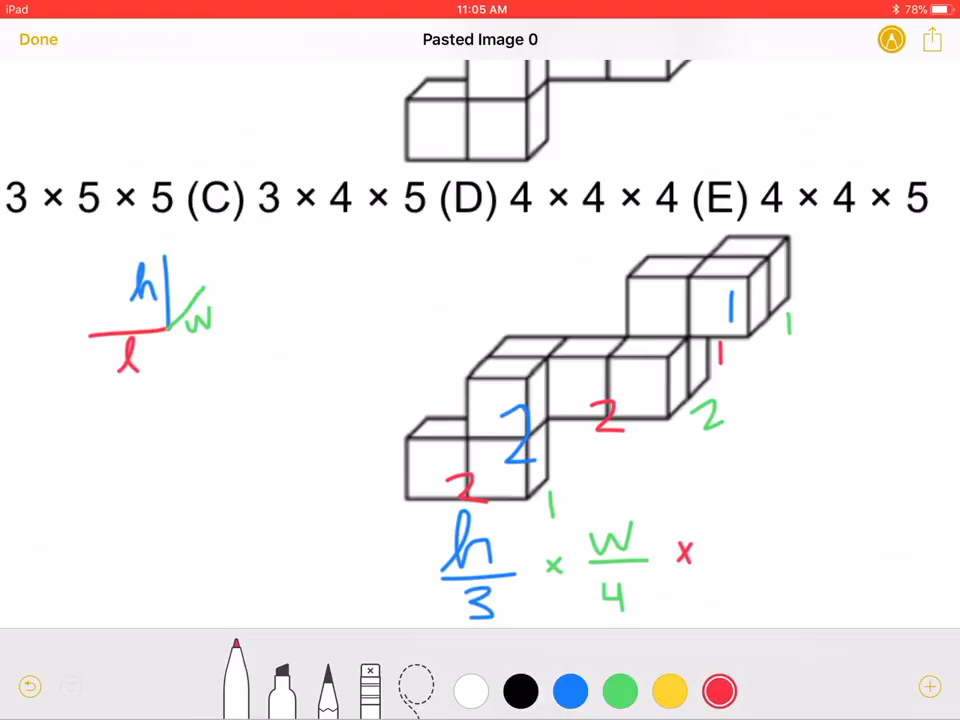 iPad 11:05 AM 78%
Done Pasted Image 0
3 × 5 × 5 (C) 3 × 4 × 5 (D) 4 × 4 × 4 (E) 4 × 4 × 5
h
w
l
1
1
1
2
2
2
2
1
h w
× ×
3 4